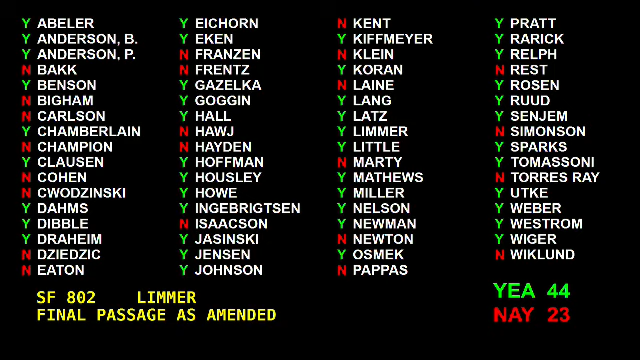 Y ABELER Y EICHORN N KENT Y PRATT
Y ANDERSON, B. Y EKEN Y KIFFMEYER Y RARICK
Y ANDERSON, P. N FRANZEN N KLEIN Y RELPH
N BAKK N FRENTZ Y KORAN N REST
Y BENSON Y GAZELKA N LAINE Y ROSEN
N BIGHAM Y GOGGIN Y LANG Y RUUD
N CARLSON Y HALL Y LATZ Y SENJEM
Y CHAMBERLAIN N HAWJ Y LIMMER N SIMONSON
N CHAMPION N HAYDEN Y LITTLE Y SPARKS
Y CLAUSEN Y HOFFMAN N MARTY Y TOMASSONI
N COHEN Y HOUSLEY Y MATHEWS N TORRES RAY
N CWODZINSKI Y HOWE Y MILLER Y UTKE
Y DAHMS Y INGEBRIGTSEN Y NELSON Y WEBER
Y DIBBLE N ISAACSON Y NEWMAN Y WESTROM
Y DRAHEIM Y JASINSKI N NEWTON Y WIGER
N DZIEDZIC Y JENSEN Y OSMEK N WIKLUND
N EATON Y JOHNSON N PAPPAS
SF 802 LIMMER
FINAL PASSAGE AS AMENDED
YEA 44
NAY 23